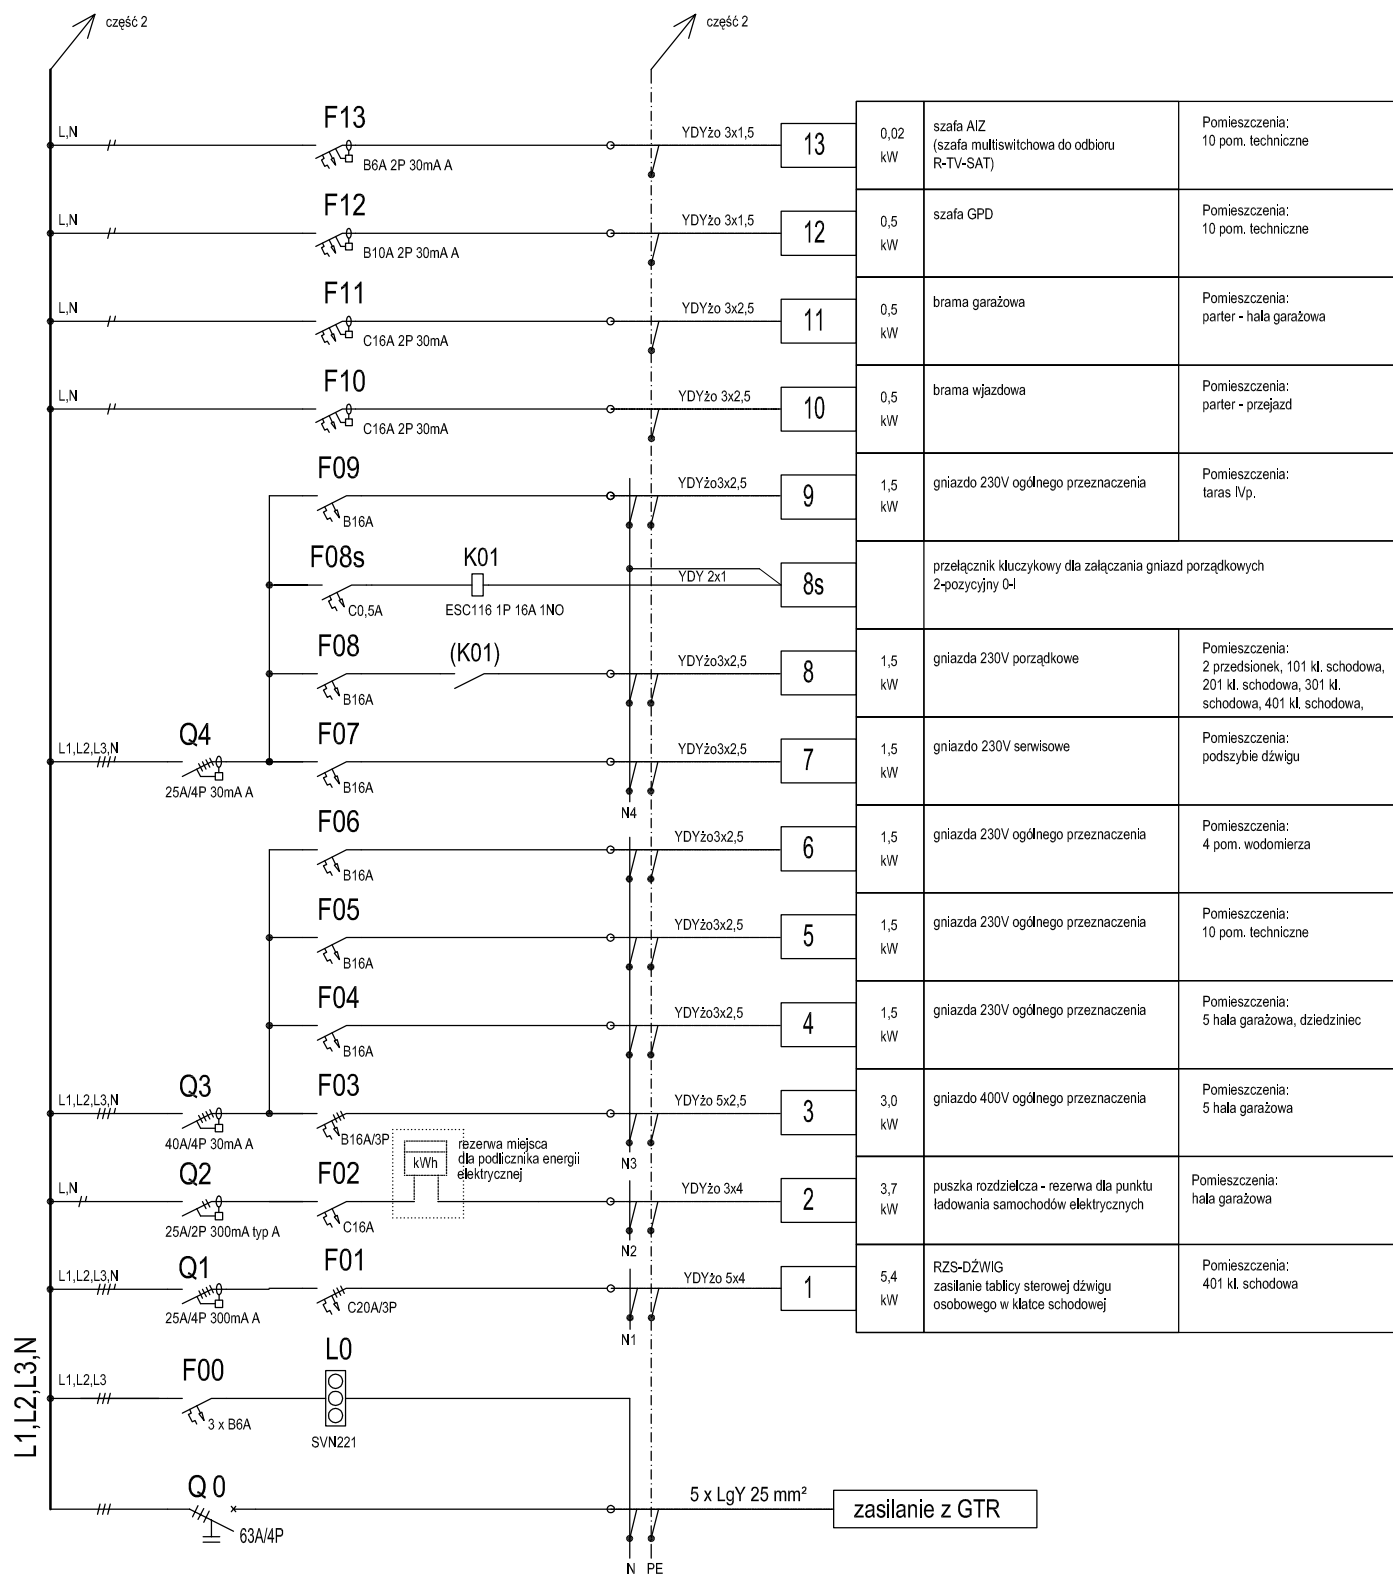 część 2
część 2
L,N
F13
B6A 2P 30mA A
YDYżo 3x1,5
13
0,02
kW
szafa AIZ
(szafa multiswitchowa do odbioru
R-TV-SAT)
Pomieszczenia:
10 pom. techniczne
L,N
F12
B10A 2P 30mA A
YDYżo 3x1,5
12
0,5
kW
szafa GPD
Pomieszczenia:
10 pom. techniczne
L,N
F11
C16A 2P 30mA
YDYżo 3x2,5
11
0,5
kW
brama garażowa
Pomieszczenia:
parter - hala garażowa
L,N
F10
C16A 2P 30mA
YDYżo 3x2,5
10
0,5
kW
brama wjazdowa
Pomieszczenia:
parter - przejazd
F09
B16A
YDYżo3x2,5
9
1,5
kW
gniazdo 230V ogólnego przeznaczenia
Pomieszczenia:
taras IVp.
F08s
C0,5A
K01
ESC116 1P 16A 1NO
YDY 2x1
8s
przełącznik kluczykowy dla załączania gniazd porządkowych
2-pozycyjny 0-I
F08
B16A
(K01)
YDYżo3x2,5
8
1,5
kW
gniazda 230V porządkowe
Pomieszczenia:
2 przedsionek, 101 kl. schodowa,
201 kl. schodowa, 301 kl.
schodowa, 401 kl. schodowa,
L1,L2,L3,N
Q4
25A/4P 30mA A
F07
B16A
YDYżo3x2,5
N4
7
1,5
kW
gniazdo 230V serwisowe
Pomieszczenia:
podszybie dźwigu
F06
B16A
YDYżo3x2,5
6
1,5
kW
gniazda 230V ogólnego przeznaczenia
Pomieszczenia:
4 pom. wodomierza
F05
B16A
YDYżo3x2,5
5
1,5
kW
gniazda 230V ogólnego przeznaczenia
Pomieszczenia:
10 pom. techniczne
F04
B16A
YDYżo3x2,5
4
1,5
kW
gniazda 230V ogólnego przeznaczenia
Pomieszczenia:
5 hala garażowa, dziedziniec
L1,L2,L3,N
Q3
40A/4P 30mA A
F03
B16A/3P
YDYżo 5x2,5
N3
3
3,0
kW
gniazdo 400V ogólnego przeznaczenia
Pomieszczenia:
5 hala garażowa
kWh
rezerwa miejsca
dla podlicznika energii
elektrycznej
L,N
Q2
25A/2P 300mA typ A
F02
C16A
YDYżo 3x4
N2
2
3,7
kW
puszka rozdzielcza - rezerwa dla punktu
ładowania samochodów elektrycznych
Pomieszczenia:
hala garażowa
L1,L2,L3,N
Q1
25A/4P 300mA A
F01
C20A/3P
YDYżo 5x4
N1
1
5,4
kW
RZS-DŹWIG
zasilanie tablicy sterowej dźwigu
osobowego w klatce schodowej
Pomieszczenia:
401 kl. schodowa
L1,L2,L3,N
L1,L2,L3
F00
3 x B6A
L0
SVN221
Q 0
63A/4P
5 x LgY 25 mm²
zasilanie z GTR
N
PE